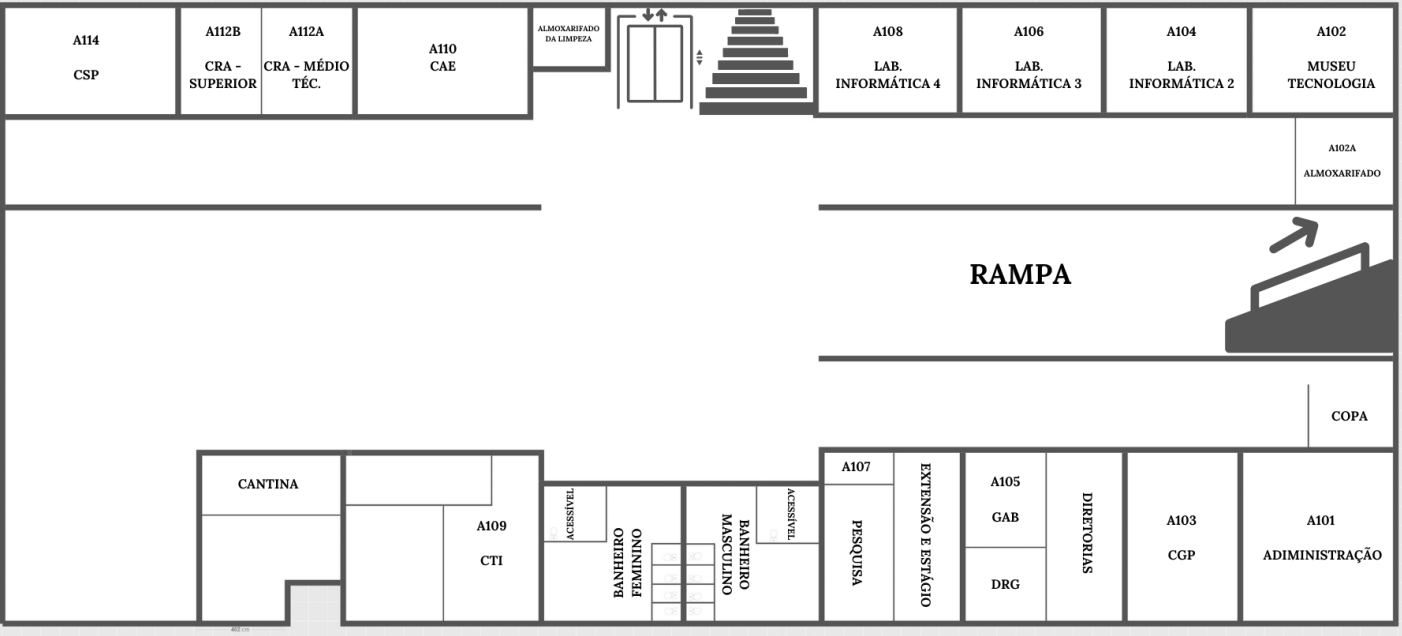 A114
CSP
A112B
CRA -
SUPERIOR
A112A
CRA - MÉDIO
TÉC.
A110
CAE
ALMOXARIFADO
DA LIMPEZA
A108
LAB.
INFORMÁTICA 4
A106
LAB.
INFORMÁTICA 3
A104
LAB.
INFORMÁTICA 2
A102
MUSEU
TECNOLOGIA
A102A
ALMOXARIFADO
RAMPA
COPA
CANTINA
A109
CTI
ACESSÍVEL
BANHEIRO
FEMININO
BANHEIRO
MASCULINO
ACESSÍVEL
A107
PESQUISA
EXTENSÃO E ESTÁGIO
A105
GAB
DRG
DIRETORIAS
A103
CGP
A101
ADIMINISTRAÇÃO